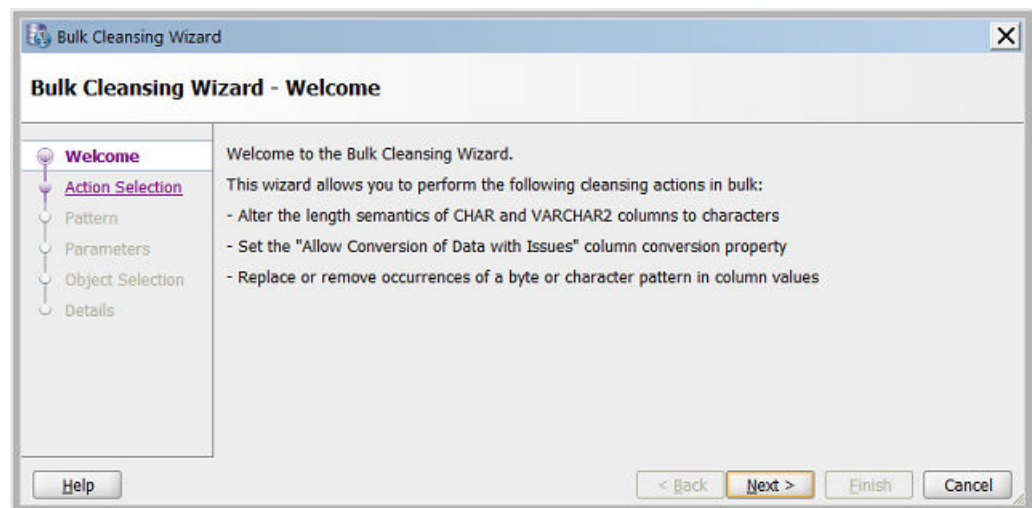 Bulk Cleansing Wizard
Bulk Cleansing Wizard - Welcome
Welcome
Action Selection
Pattern
Parameters
Object Selection
Details
Welcome to the Bulk Cleansing Wizard.
This wizard allows you to perform the following cleansing actions in bulk:
- Alter the length semantics of CHAR and VARCHAR2 columns to characters
- Set the "Allow Conversion of Data with Issues" column conversion property
- Replace or remove occurrences of a byte or character pattern in column values
Help
< Back
Next >
Finish
Cancel